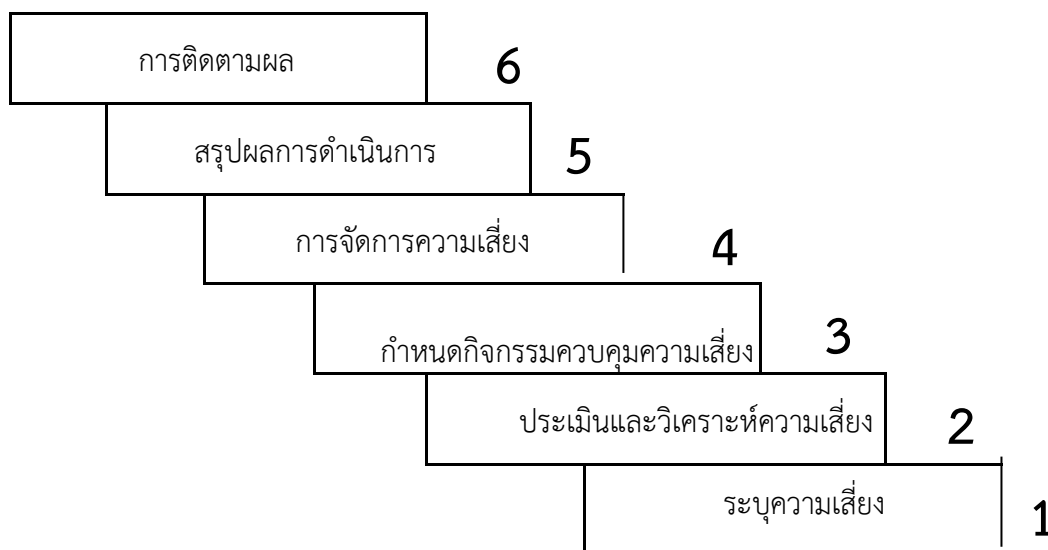 การติดตามผล 6
สรุปผลการดำเนินการ 5
การจัดการความเสี่ยง 4
กำหนดกิจกรรมควบคุมความเสี่ยง 3
ประเมินและวิเคราะห์ความเสี่ยง 2
ระบุความเสี่ยง 1